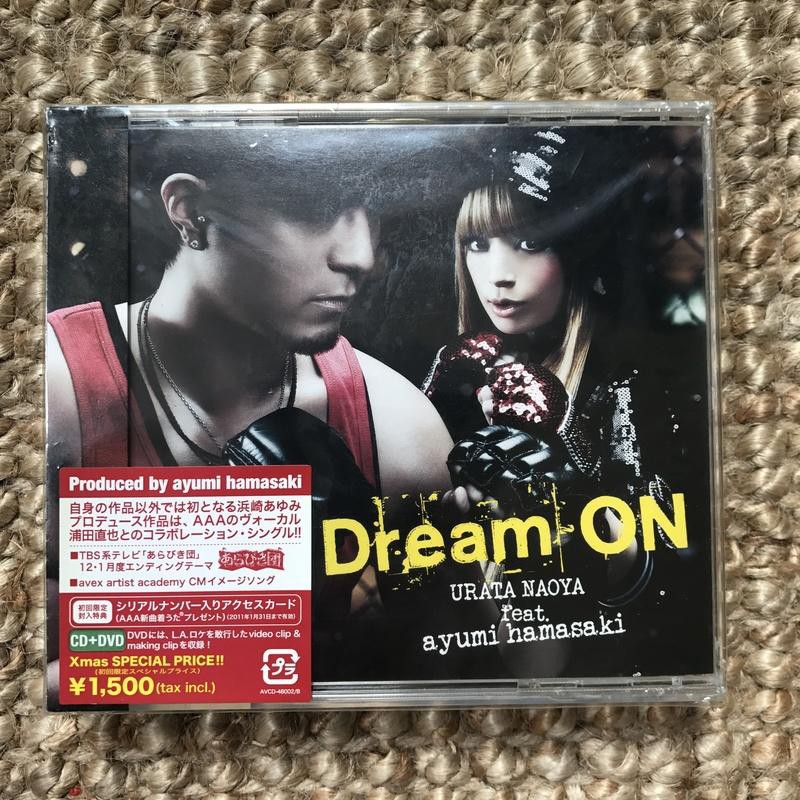 Dream ON
URATA NAOYA
feat.
ayumi hamasaki
Produced by ayumi hamasaki
自身の作品以外では初となる浜崎あゆみ
プロデュース作品は、AAAのヴォーカル
浦田直也とのコラボレーション・シングル!!
■TBS系テレビ「あらびき団」
12・1月度エンディングテーマ
あらびき団
■avex artist academy CMイメージソング
初回限定
封入特典
シリアルナンバー入りアクセスカード
(AAA新曲着うた®プレゼント)(2011年1月31日まで有効)
CD+DVD
DVDには、L.A.ロケを敢行したvideo clip &
making clipを収録!
Xmas SPECIAL PRICE!!
(初回限定スペシャルプライス)
¥1,500(tax incl.)
プラ
AVCD-48002/B